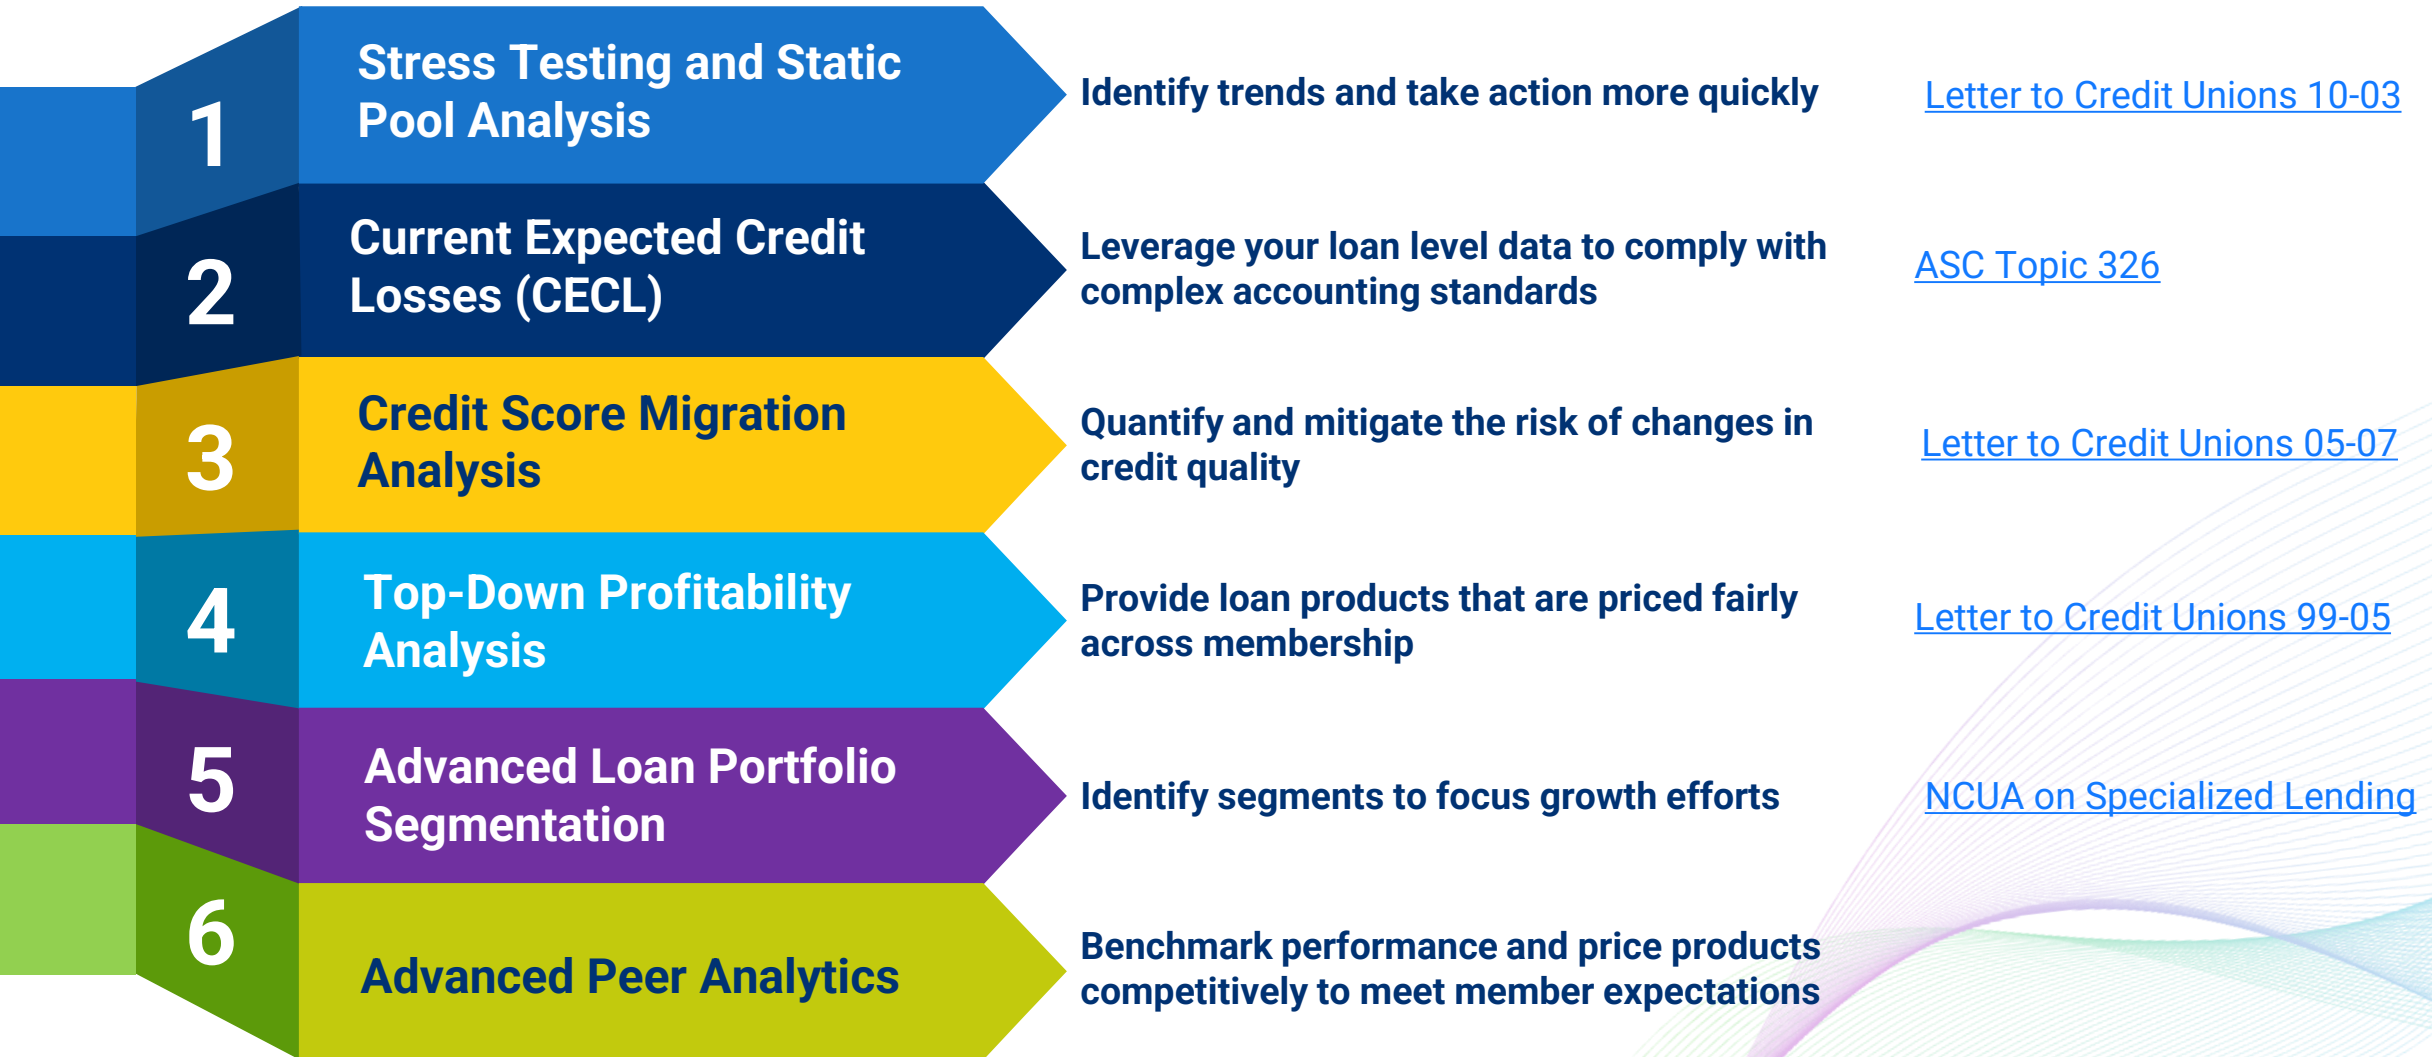 1
Stress Testing and Static
Pool Analysis
Identify trends and take action more quickly
Letter to Credit Unions 10-03
2
Current Expected Credit
Losses (CECL)
Leverage your loan level data to comply with
complex accounting standards
ASC Topic 326
3
Credit Score Migration
Analysis
Quantify and mitigate the risk of changes in
credit quality
Letter to Credit Unions 05-07
4
Top-Down Profitability
Analysis
Provide loan products that are priced fairly
across membership
Letter to Credit Unions 99-05
5
Advanced Loan Portfolio
Segmentation
Identify segments to focus growth efforts
NCUA on Specialized Lending
6
Advanced Peer Analytics
Benchmark performance and price products
competitively to meet member expectations